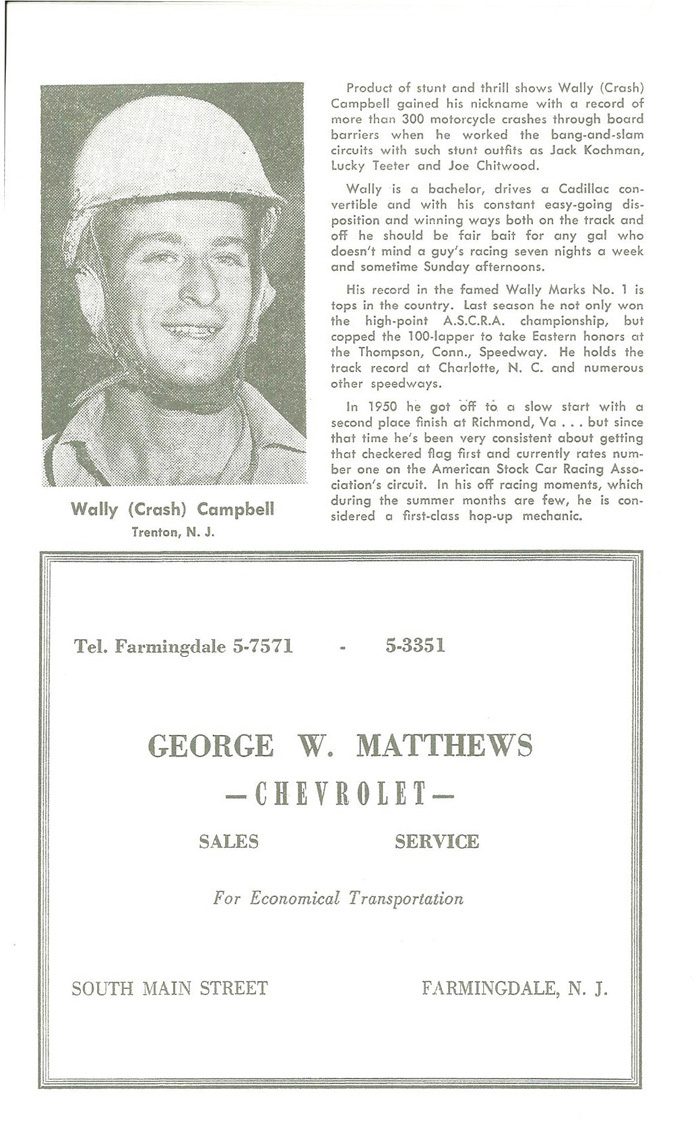 Product of stunt and thrill shows Wally (Crash)
Campbell gained his nickname with a record of
more than 300 motorcycle crashes through board
barriers when he worked the bang-and-slam
circuits with such stunt outfits as Jack Kochman,
Lucky Teeter and Joe Chitwood.
Wally is a bachelor, drives a Cadillac con-
vertible and with his constant easy-going dis-
position and winning ways both on the track and
off he should be fair bait for any gal who
doesn't mind a guy's racing seven nights a week
and sometime Sunday afternoons.
His record in the famed Wally Marks No. 1 is
tops in the country. Last season he not only won
the high-point A.S.C.R.A. championship, but
copped the 100-lapper to take Eastern honors at
the Thompson, Conn., Speedway. He holds the
track record at Charlotte, N. C. and numerous
other speedways.
In 1950 he got off to a slow start with a
second place finish at Richmond, Va . . . but since
that time he's been very consistent about getting
that checkered flag first and currently rates num-
ber one on the American Stock Car Racing Asso-
ciation's circuit. In his off racing moments, which
during the summer months are few, he is con-
sidered a first-class hop-up mechanic.
Wally (Crash) Campbell
Trenton, N. J.
Tel. Farmingdale 5-7571 - 5-3351
GEORGE W. MATTHEWS
—CHEVROLET—
SALES SERVICE
For Economical Transportation
SOUTH MAIN STREET FARMINGDALE, N. J.